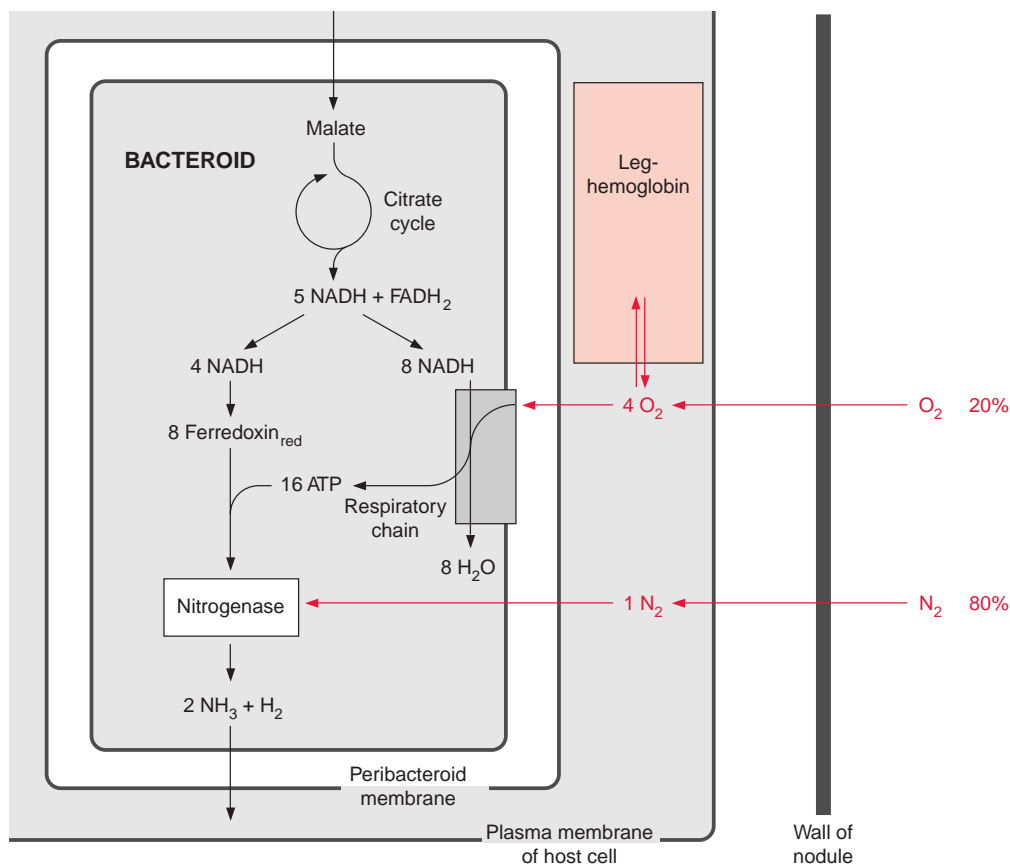 Malate
BACTEROID
Leg-
hemoglobin
Citrate
cycle
5 NADH + FADH₂
4 NADH
8 NADH
4 O₂
O₂ 20%
8 Ferredoxin_red
16 ATP
Respiratory
chain
8 H₂O
Nitrogenase
1 N₂
N₂ 80%
2 NH₃ + H₂
Peribacteroid
membrane
Plasma membrane
of host cell
Wall of
nodule